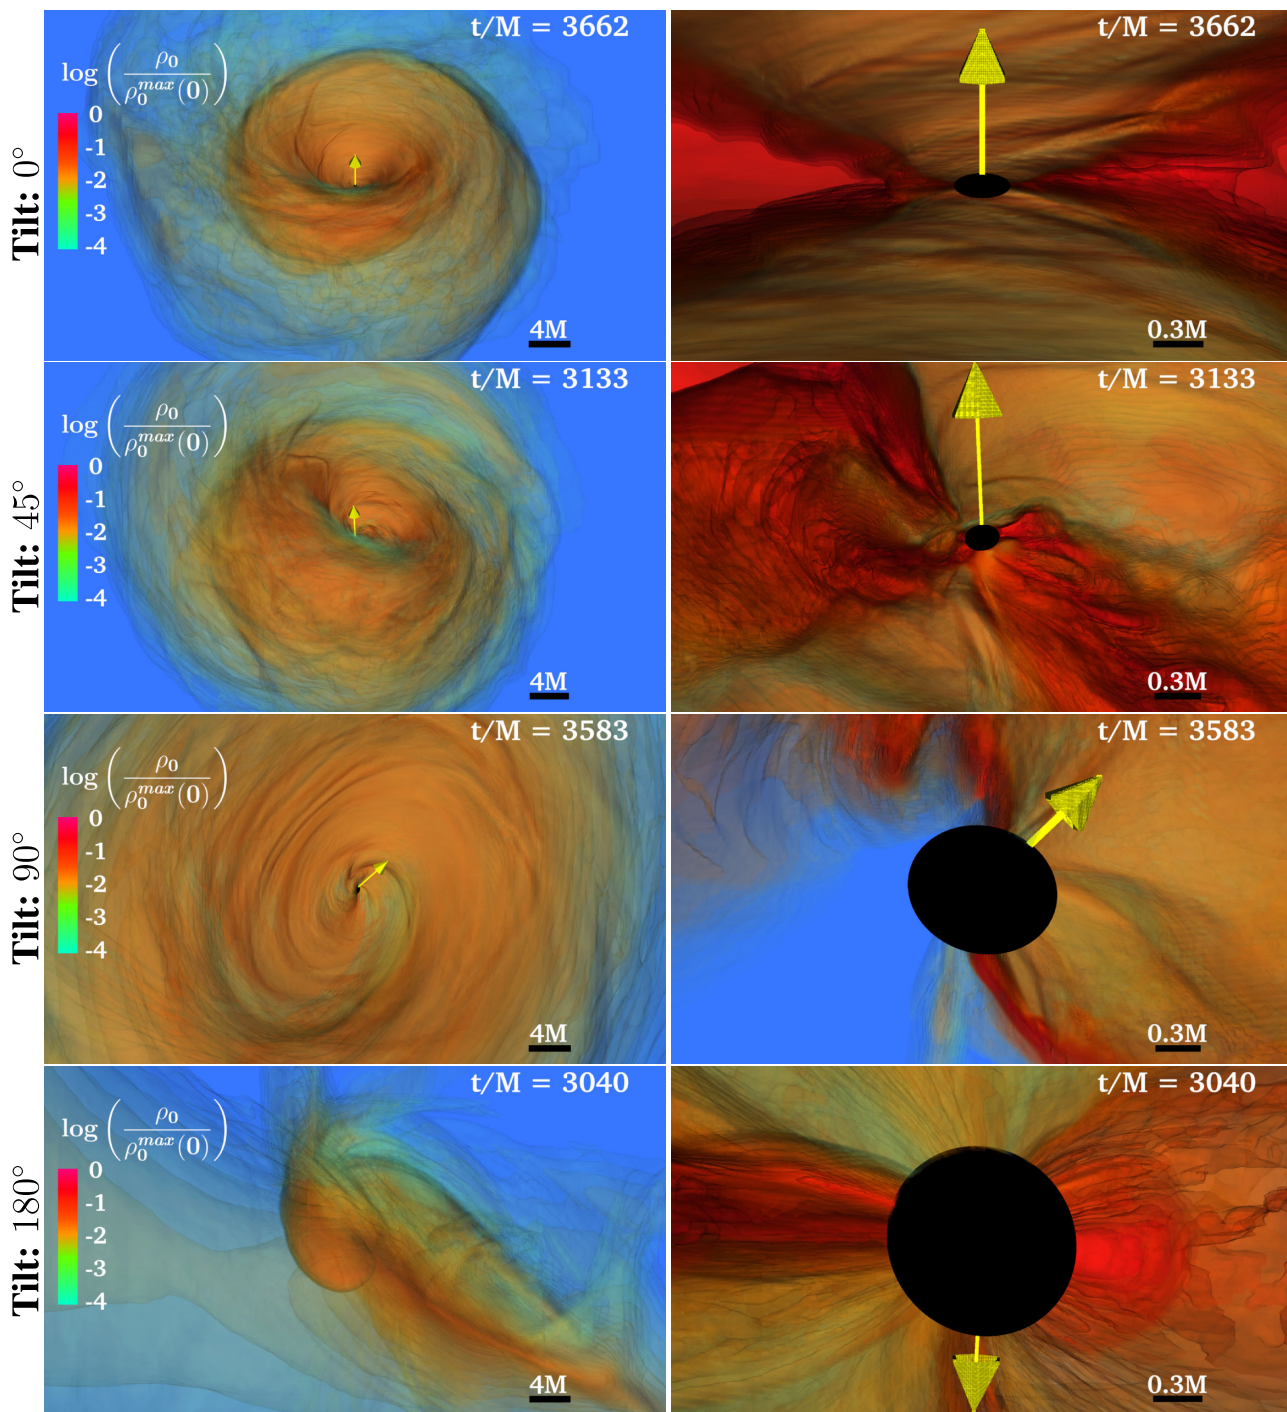 Tilt: 0°
t/M = 3662
log ( ρ₀ / ρ₀ᵐᵃˣ(0) )
0
-1
-2
-3
-4
4M
t/M = 3662
0.3M
Tilt: 45°
t/M = 3133
log ( ρ₀ / ρ₀ᵐᵃˣ(0) )
0
-1
-2
-3
-4
4M
t/M = 3133
0.3M
Tilt: 90°
t/M = 3583
log ( ρ₀ / ρ₀ᵐᵃˣ(0) )
0
-1
-2
-3
-4
4M
t/M = 3583
0.3M
Tilt: 180°
t/M = 3040
log ( ρ₀ / ρ₀ᵐᵃˣ(0) )
0
-1
-2
-3
-4
4M
t/M = 3040
0.3M